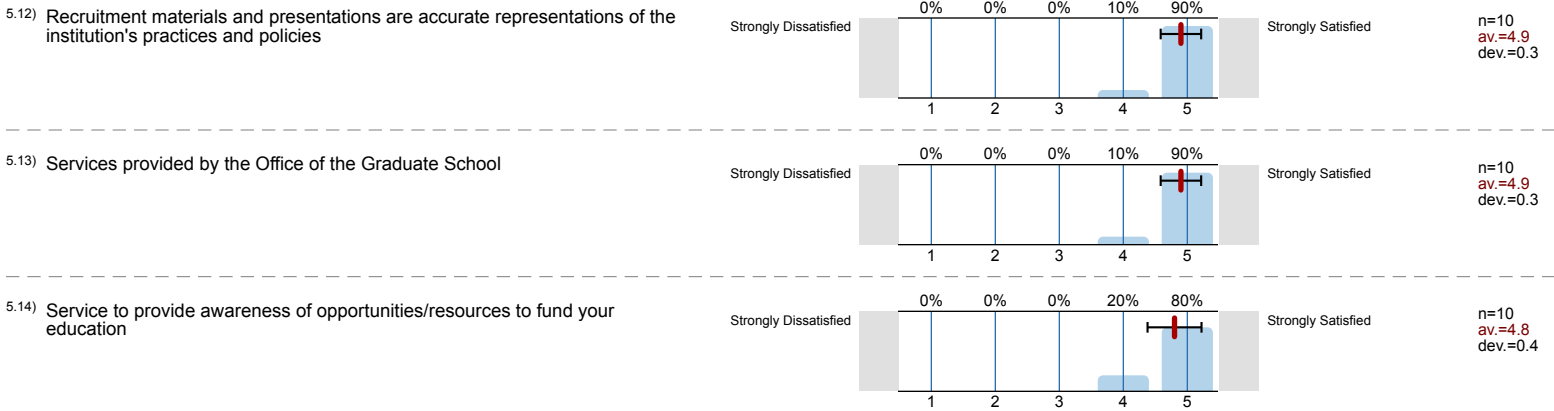 5.12) Recruitment materials and presentations are accurate representations of the
institution's practices and policies
0% 0% 0% 10% 90%
Strongly Dissatisfied Strongly Satisfied
1 2 3 4 5
n=10
av.=4.9
dev.=0.3
5.13) Services provided by the Office of the Graduate School
0% 0% 0% 10% 90%
Strongly Dissatisfied Strongly Satisfied
1 2 3 4 5
n=10
av.=4.9
dev.=0.3
5.14) Service to provide awareness of opportunities/resources to fund your
education
0% 0% 0% 20% 80%
Strongly Dissatisfied Strongly Satisfied
1 2 3 4 5
n=10
av.=4.8
dev.=0.4